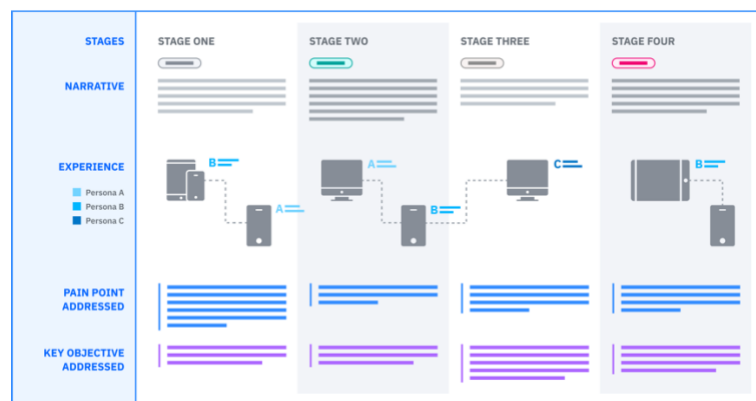 STAGES
STAGE ONE
STAGE TWO
STAGE THREE
STAGE FOUR
NARRATIVE
EXPERIENCE
Persona A
Persona B
Persona C
B
A
A
B
C
B
PAIN POINT
ADDRESSED
KEY OBJECTIVE
ADDRESSED